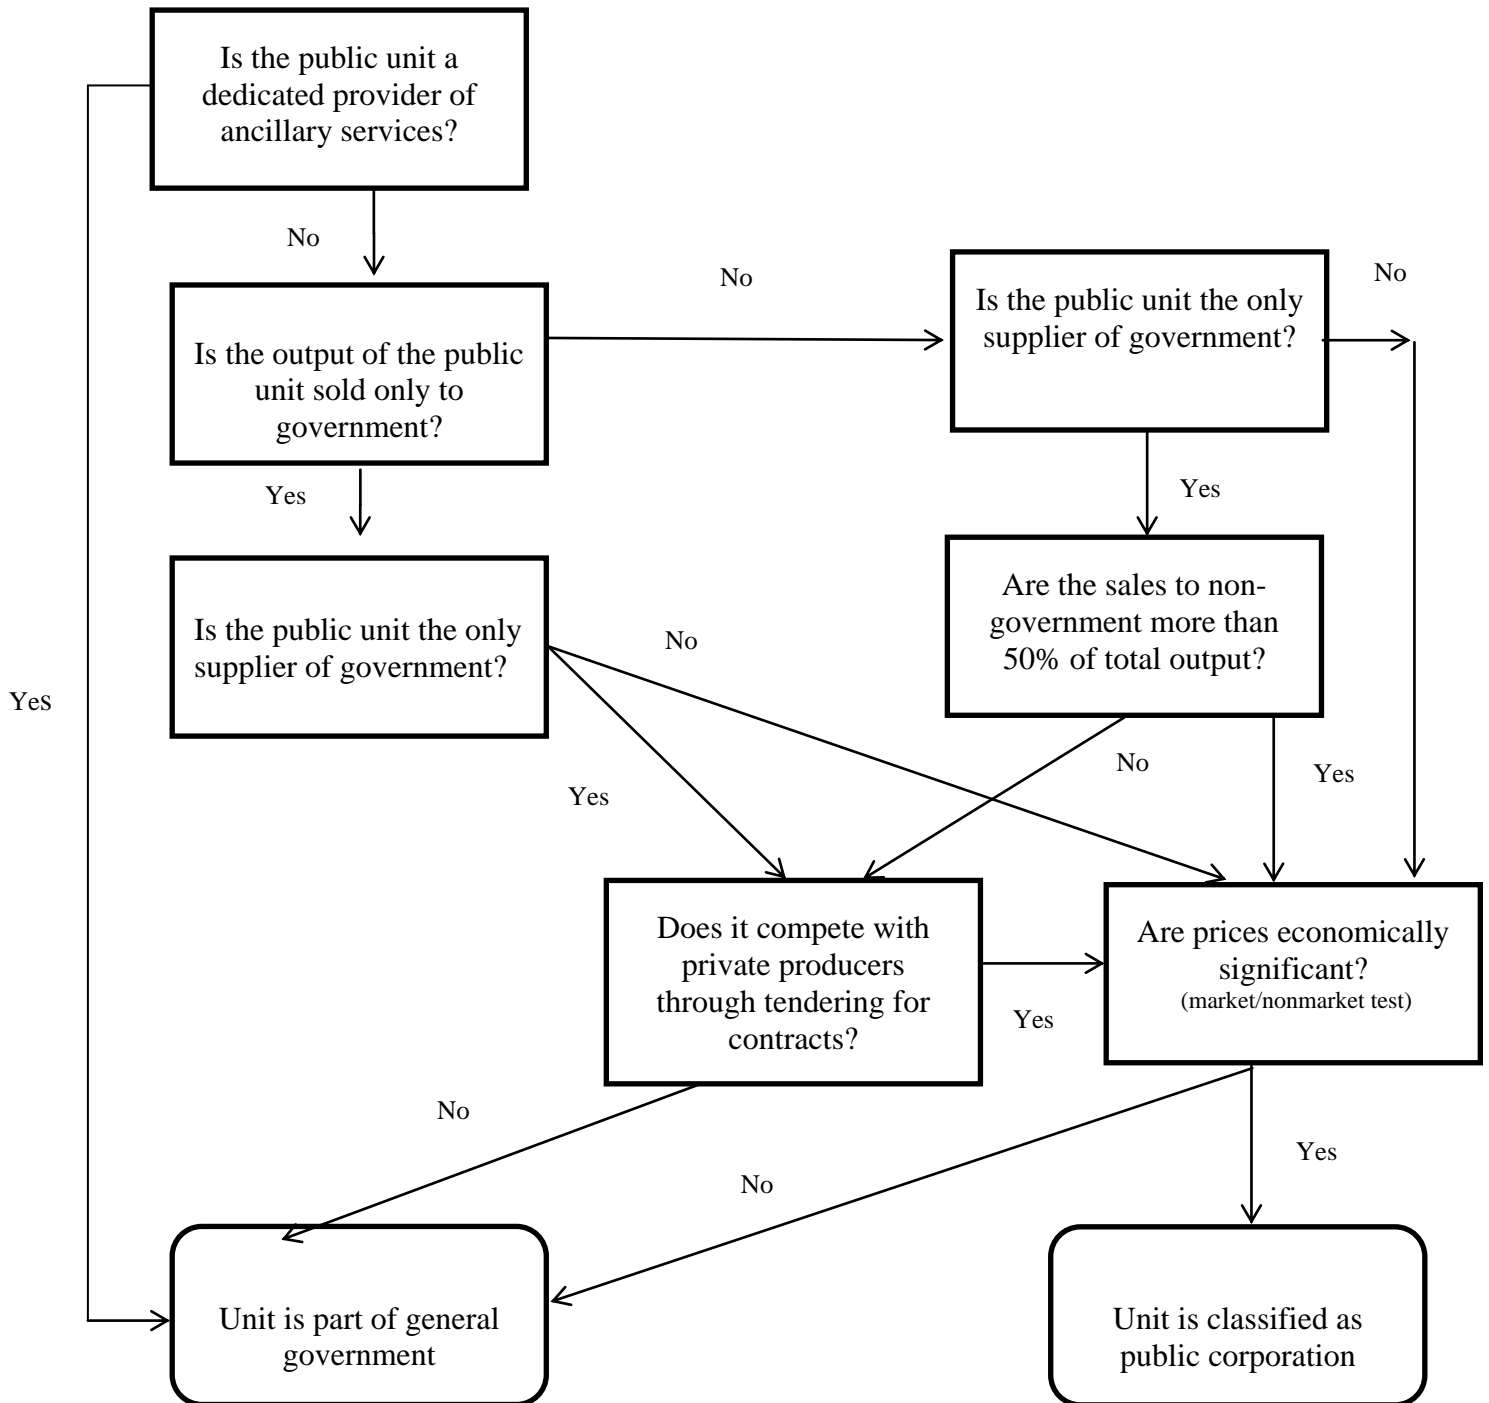 Is the public unit a
dedicated provider of
ancillary services?
No
No
Is the public unit the only
supplier of government?
No
Is the output of the public
unit sold only to
government?
Yes
Yes
Is the public unit the only
supplier of government?
No
Are the sales to non-
government more than
50% of total output?
Yes
Yes
No
Yes
Does it compete with
private producers
through tendering for
contracts?
Yes
Are prices economically
significant?
(market/nonmarket test)
No
No
Yes
Unit is part of general
government
Unit is classified as
public corporation